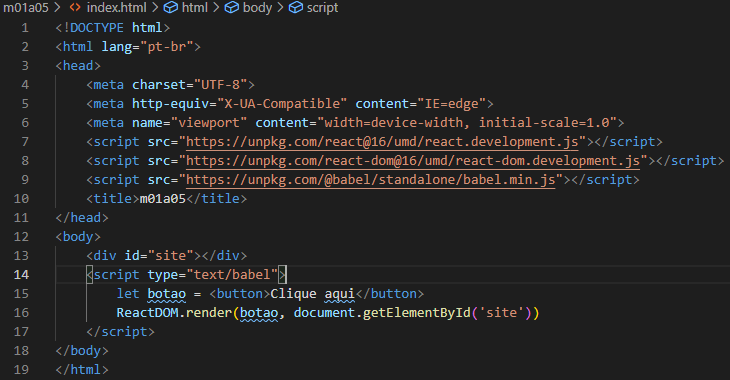 m01a05 > <> index.html > html > body > script
1 <!DOCTYPE html>
2 <html lang="pt-br">
3 <head>
4 <meta charset="UTF-8">
5 <meta http-equiv="X-UA-Compatible" content="IE=edge">
6 <meta name="viewport" content="width=device-width, initial-scale=1.0">
7 <script src="https://unpkg.com/react@16/umd/react.development.js"></script>
8 <script src="https://unpkg.com/react-dom@16/umd/react-dom.development.js"></script>
9 <script src="https://unpkg.com/@babel/standalone/babel.min.js"></script>
10 <title>m01a05</title>
11 </head>
12 <body>
13 <div id="site"></div>
14 <script type="text/babel">
15 let botao = <button>Clique aqui</button>
16 ReactDOM.render(botao, document.getElementById('site'))
17 </script>
18 </body>
19 </html>